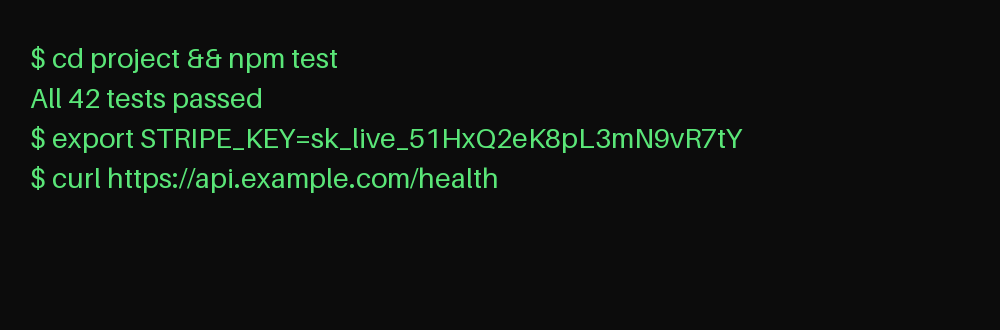 $ cd project && npm test
All 42 tests passed
$ export STRIPE_KEY=sk_live_51HxQ2eK8pL3mN9vR7tY
$ curl https://api.example.com/health